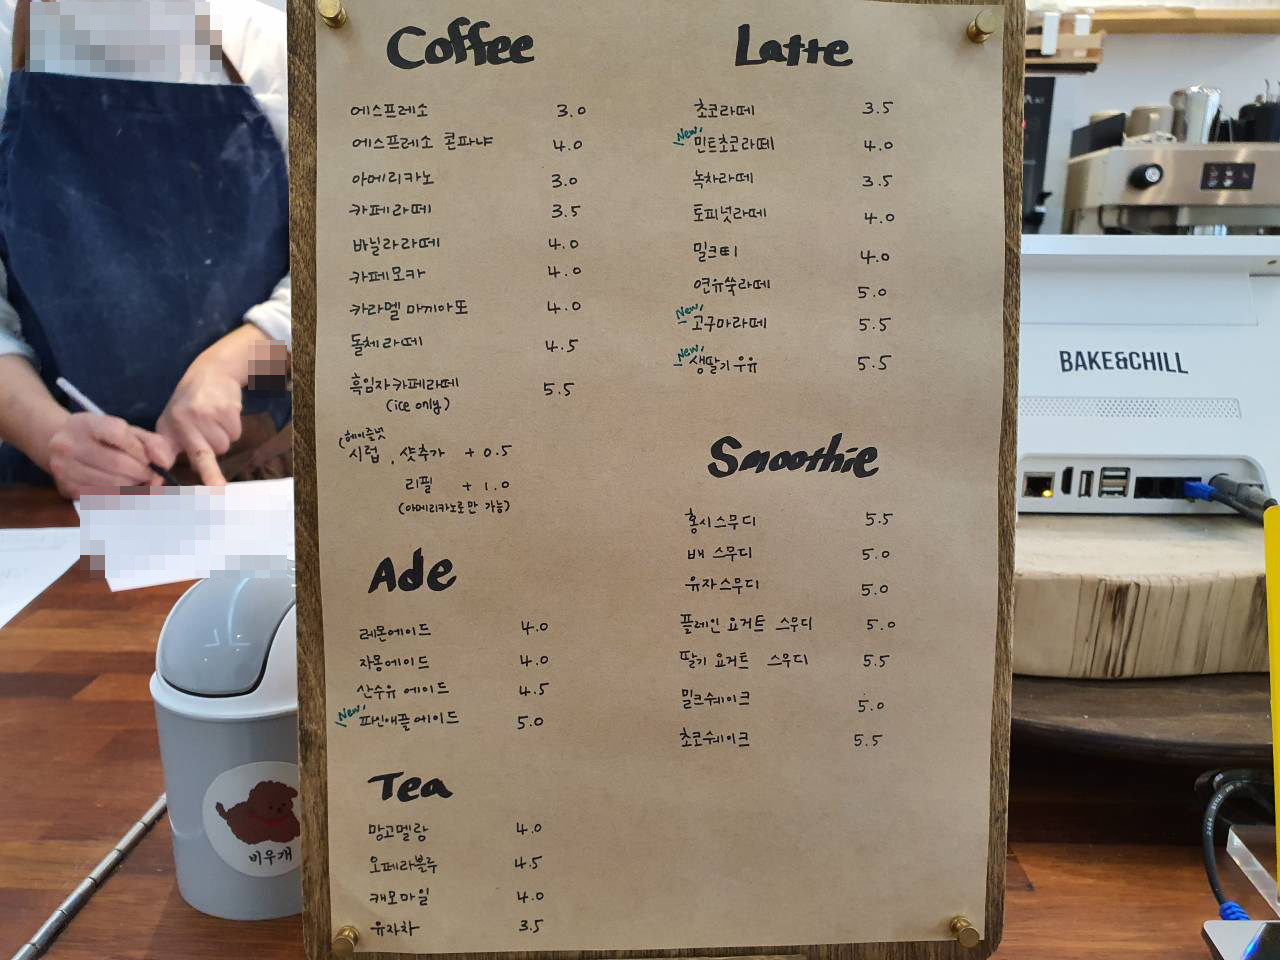 Coffee
에스프레소 3.0
에스프레소 콘파냐 4.0
아메리카노 3.0
카페라떼 3.5
바닐라라떼 4.0
카페모카 4.0
카라멜 마끼아또 4.0
돌체라떼 4.5
흑임자카페라떼 5.5
(ice only)
(헤이즐넛
시럽, 샷추가 +0.5
리필 +1.0
(아메리카노로만 가능)
Ade
레몬에이드 4.0
자몽에이드 4.0
산수유 에이드 4.5
New! 파인애플에이드 5.0
Tea
망고멜랑 4.0
오페라블루 4.5
캐모마일 4.0
유자차 3.5
Latte
초코라떼 3.5
New! 민트초코라떼 4.0
녹차라떼 3.5
토피넛라떼 4.0
밀크티 4.0
연유쑥라떼 5.0
New! 고구마라떼 5.5
New! 생딸기우유 5.5
Smoothie
홍시스무디 5.5
배 스무디 5.0
유자스무디 5.0
플레인 요거트 스무디 5.0
딸기 요거트 스무디 5.5
밀크쉐이크 5.0
초코쉐이크 5.5
BAKE&CHILL
비우개